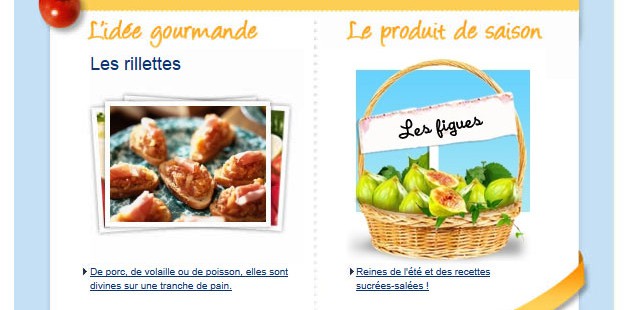 L'idée gourmande
Les rillettes
De porc, de volaille ou de poisson, elles sont
divines sur une tranche de pain.
Le produit de saison
Les figues
Reines de l'été et des recettes
sucrées-salées !